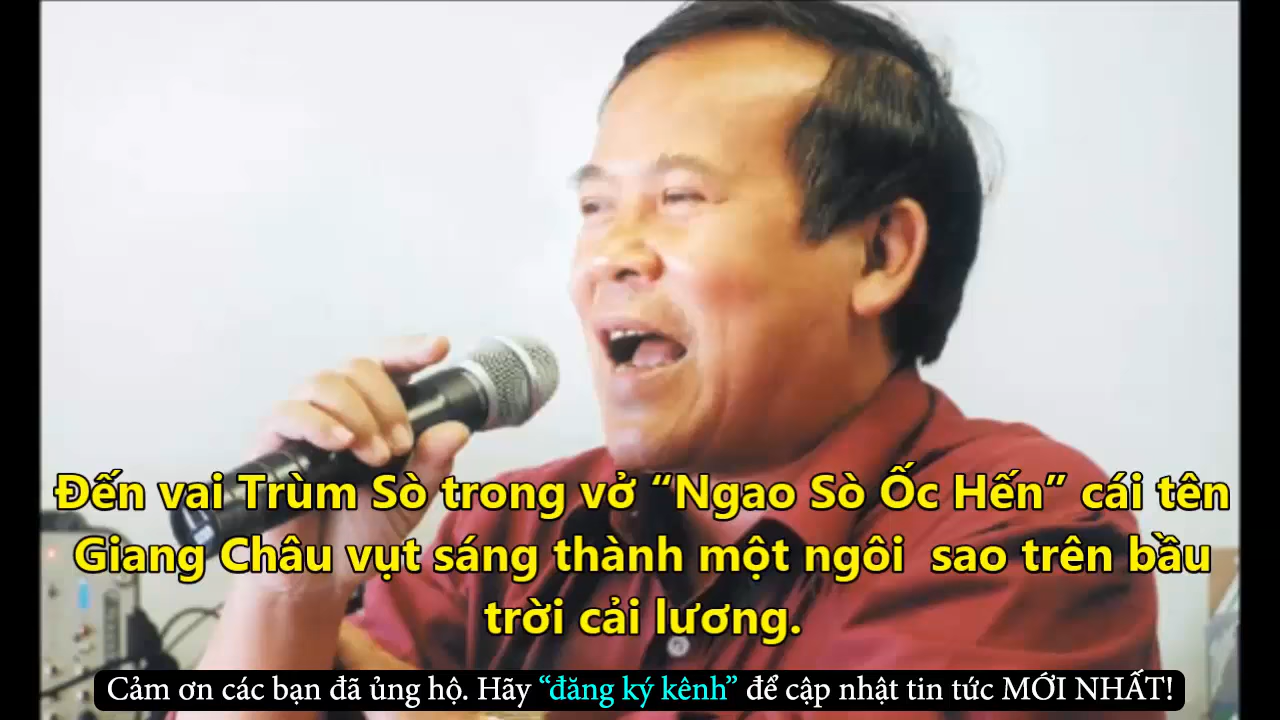 Đến vai Trùm Sò trong vở “Ngao Sò Ốc Hến” cái tên
Giang Châu vụt sáng thành một ngôi sao trên bầu
trời cải lương.
Cảm ơn các bạn đã ủng hộ. Hãy “đăng ký kênh” để cập nhật tin tức MỚI NHẤT!